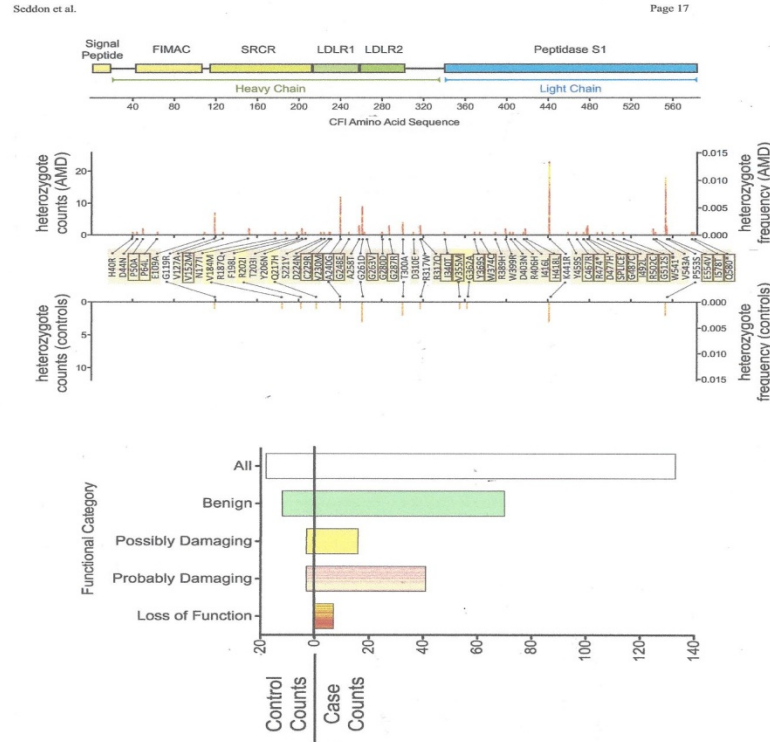 Seddon et al.
Page 17
Signal Peptide
FIMAC
SRCR
LDLR1
LDLR2
Peptidase S1
Heavy Chain
Light Chain
40 80 120 160 200 240 280 320 360 400 440 480 520 560
CFI Amino Acid Sequence
heterozygote
counts (AMD)
20
10
0
0.015
0.010
0.005
0.000
heterozygote
frequency (AMD)
H40R
D44N
P50A
P64L
E109A
G119R
V127A
V152M
N177I
V184M
R187Q
F198L
R202I
T203I
Y206N
Q217H
S221Y
D224N
C229R
V230M
A240G
G248E
A258T
G261D
G263V
G280D
G287R
T300A
D310E
R317W
R317L
I340T
V355M
G362A
Y369S
W374C
R389H
W399R
D403N
R406H
I416L
H418L
K441R
Y459S
C467R
R474*
D477H
SPLICE
G487C
I492L
R502C
G512S
W541*
V543A
P553S
E554V
I578T
Q580*
heterozygote
counts (controls)
0
5
10
0.000
0.005
0.010
0.015
heterozygote
frequency (controls)
Functional Category
All
Benign
Possibly Damaging
Probably Damaging
Loss of Function
20 0 20 40 60 80 100 120 140
Control
Counts
Case
Counts